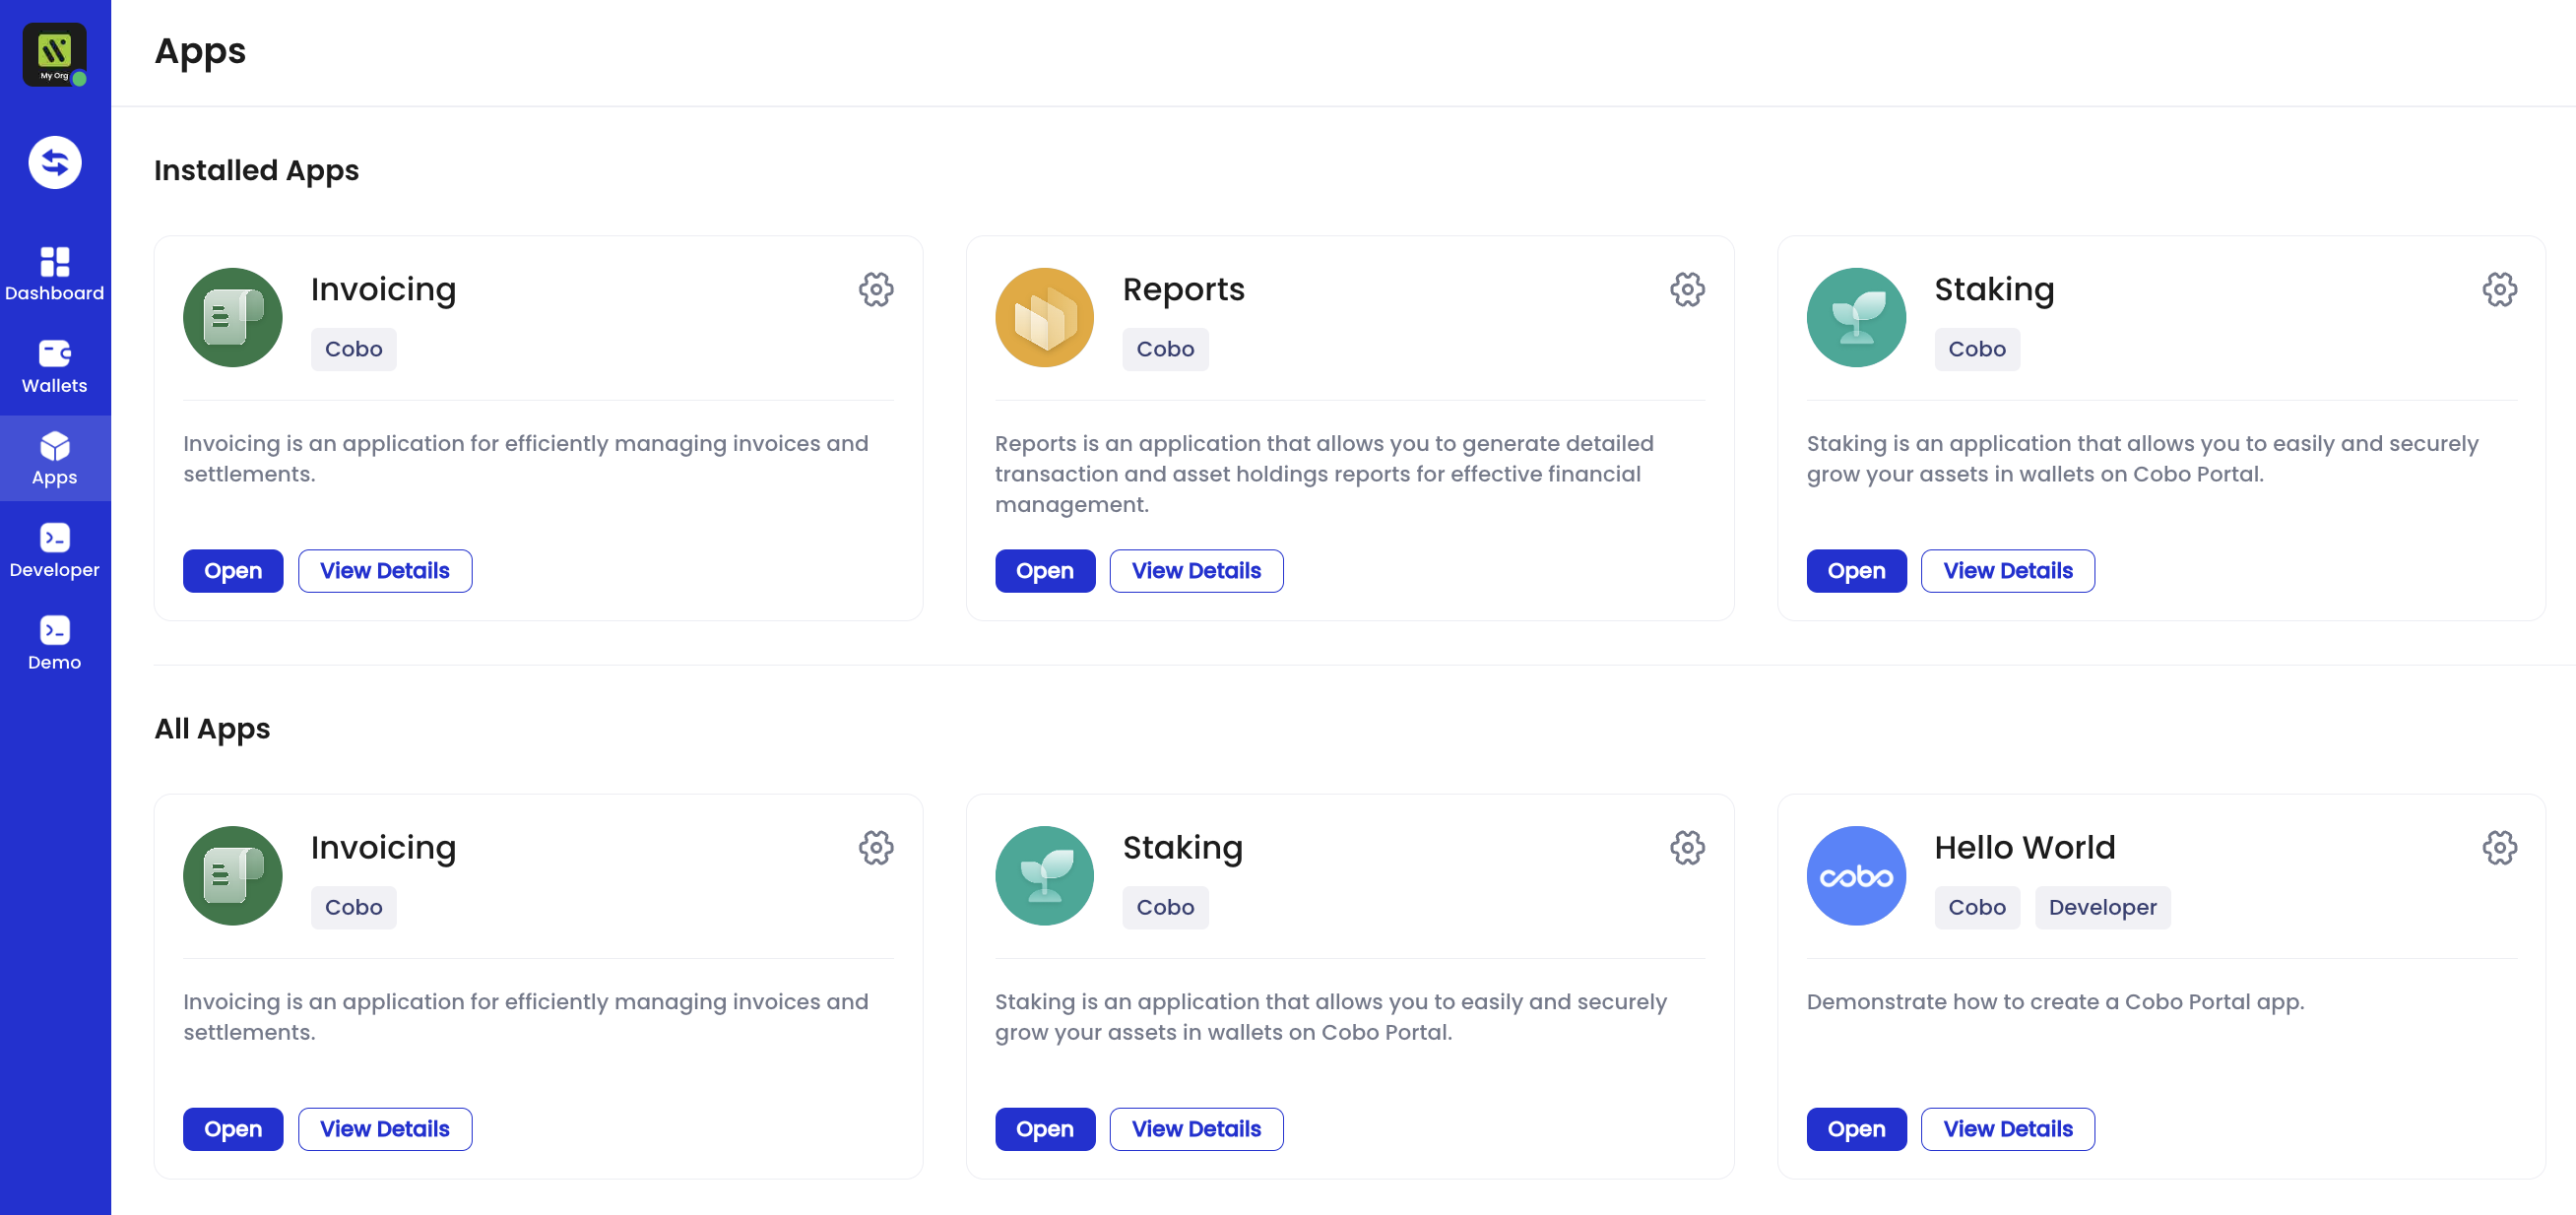 My Org
Dashboard
Wallets
Apps
Developer
Demo
Apps
Installed Apps
Invoicing
Cobo
Invoicing is an application for efficiently managing invoices and
settlements.
Open
View Details
Reports
Cobo
Reports is an application that allows you to generate detailed
transaction and asset holdings reports for effective financial
management.
Open
View Details
Staking
Cobo
Staking is an application that allows you to easily and securely
grow your assets in wallets on Cobo Portal.
Open
View Details
All Apps
Invoicing
Cobo
Invoicing is an application for efficiently managing invoices and
settlements.
Open
View Details
Staking
Cobo
Staking is an application that allows you to easily and securely
grow your assets in wallets on Cobo Portal.
Open
View Details
cobo
Hello World
Cobo
Developer
Demonstrate how to create a Cobo Portal app.
Open
View Details